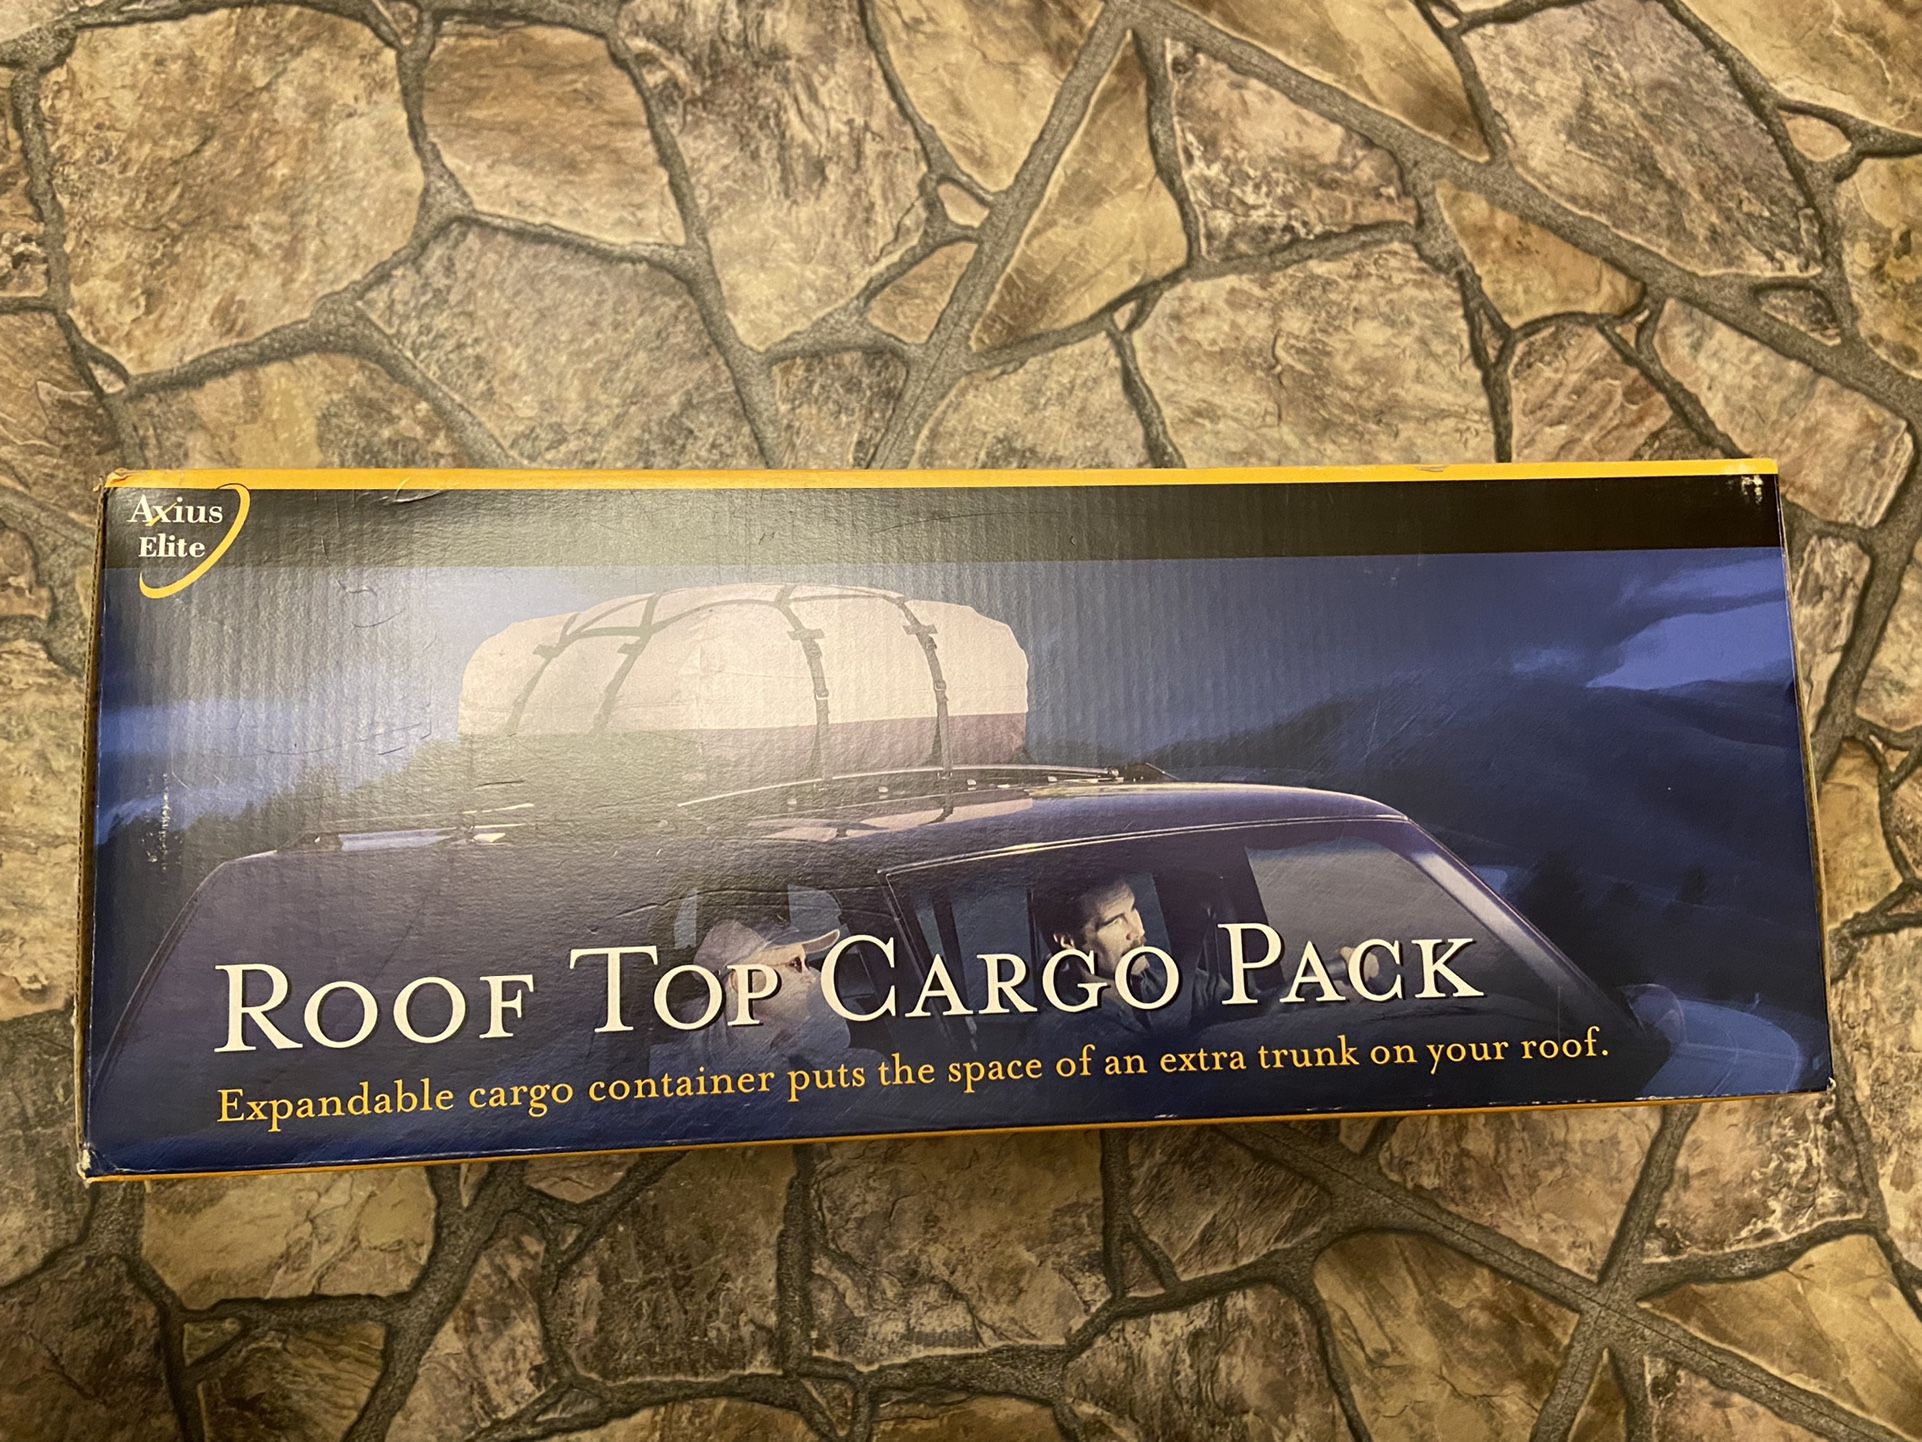 Axius
Elite
Roof Top Cargo Pack
Expandable cargo container puts the space of an extra trunk on your roof.